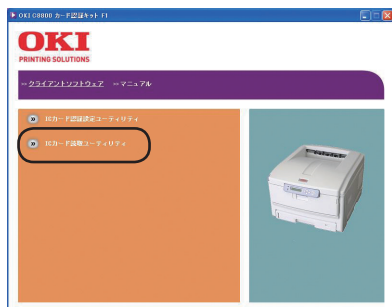 OKI C8800 カード認証キット F1
OKI
PRINTING SOLUTIONS
>> クライアントソフトウェア >> マニュアル
ICカード認証設定ユーティリティ
ICカード読取ユーティリティ